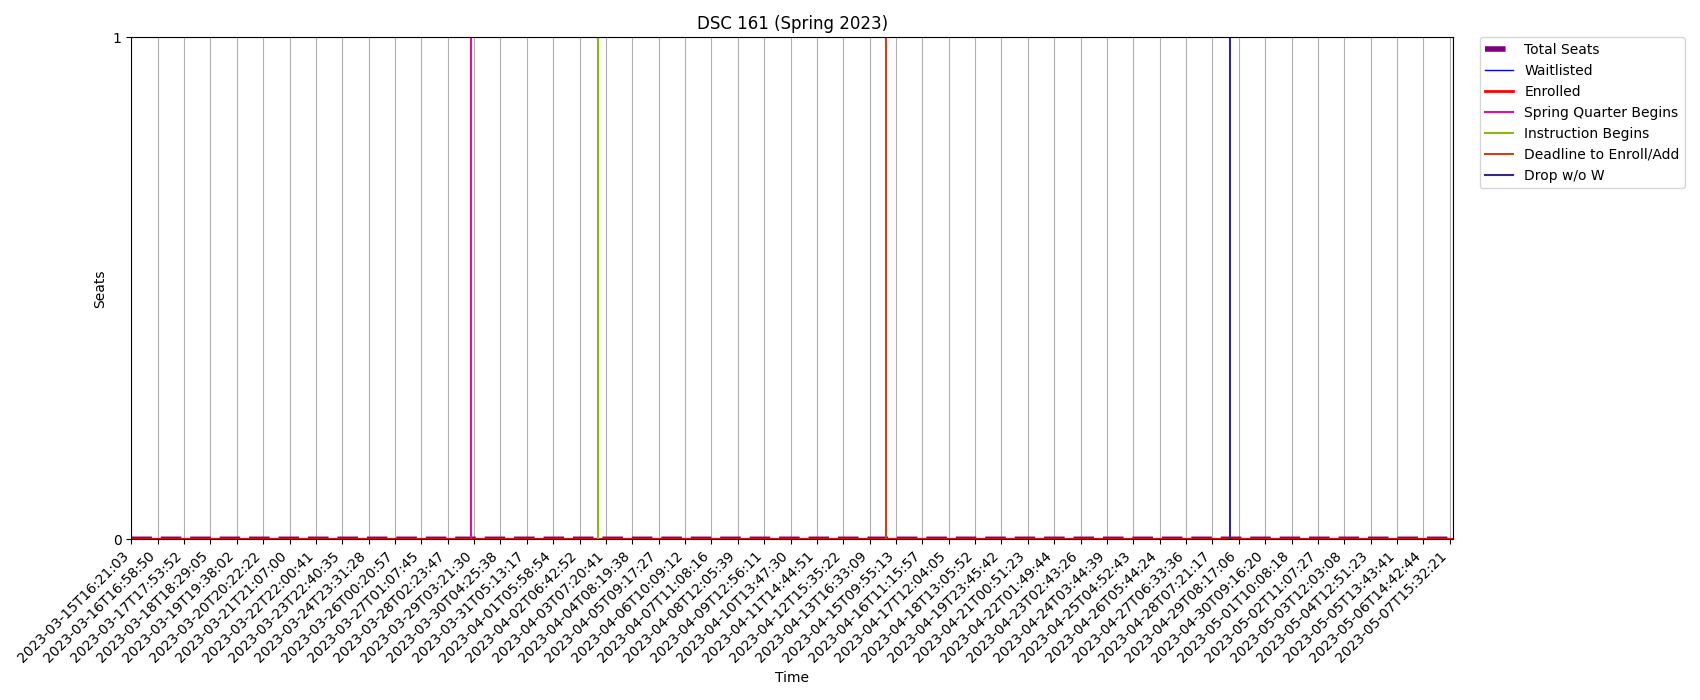 DSC 161 (Spring 2023)
1
Seats
0
Total Seats
Waitlisted
Enrolled
Spring Quarter Begins
Instruction Begins
Deadline to Enroll/Add
Drop w/o W
2023-03-15T16:21:03
2023-03-16T16:58:50
2023-03-17T17:53:52
2023-03-18T18:29:05
2023-03-19T19:38:02
2023-03-20T20:22:22
2023-03-21T21:07:00
2023-03-22T22:00:41
2023-03-23T22:40:35
2023-03-24T23:31:28
2023-03-26T00:20:57
2023-03-27T01:07:45
2023-03-28T02:23:47
2023-03-29T03:21:30
2023-03-30T04:25:38
2023-03-31T05:13:17
2023-04-01T05:58:54
2023-04-02T06:42:52
2023-04-03T07:20:41
2023-04-04T08:19:38
2023-04-05T09:17:27
2023-04-06T10:09:12
2023-04-07T11:08:16
2023-04-08T12:05:39
2023-04-09T12:56:11
2023-04-10T13:47:30
2023-04-11T14:44:51
2023-04-12T15:35:22
2023-04-13T16:33:09
2023-04-15T09:55:13
2023-04-16T11:15:57
2023-04-17T12:04:05
2023-04-18T13:05:52
2023-04-19T23:45:42
2023-04-21T00:51:23
2023-04-22T01:49:44
2023-04-23T02:43:26
2023-04-24T03:44:39
2023-04-25T04:52:43
2023-04-26T05:44:24
2023-04-27T06:33:36
2023-04-28T07:21:17
2023-04-29T08:17:06
2023-04-30T09:16:20
2023-05-01T10:08:18
2023-05-02T11:07:27
2023-05-03T12:03:08
2023-05-04T12:51:23
2023-05-05T13:43:41
2023-05-06T14:42:44
2023-05-07T15:32:21
Time